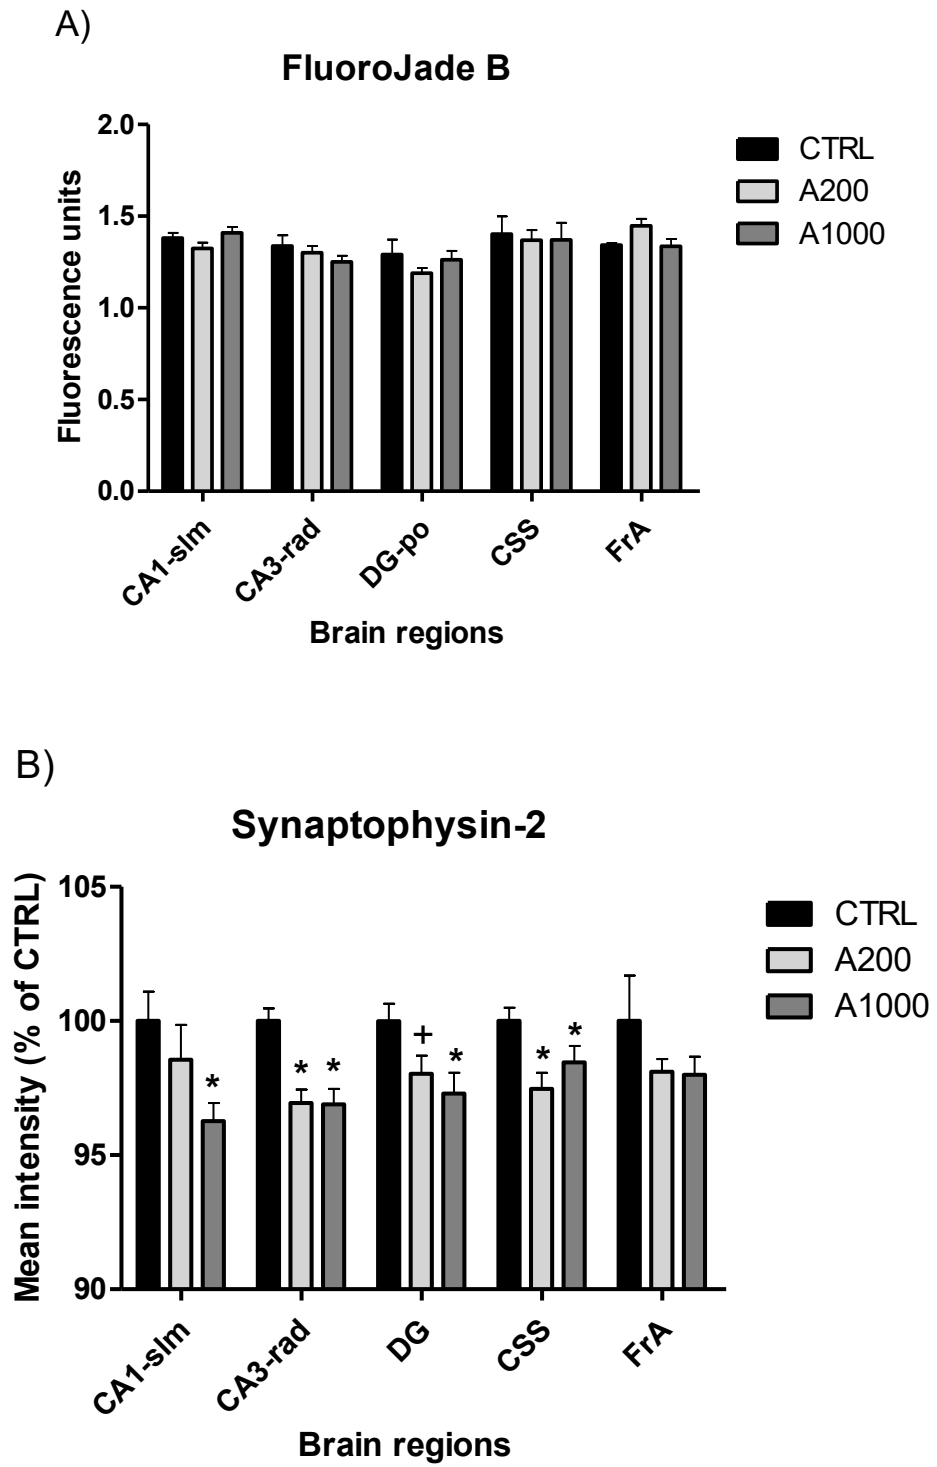 A)
FluoroJade B
2.0
1.5
1.0
0.5
0.0
Fluorescence units
CTRL
A200
A1000
CA1-slm
CA3-rad
DG-po
CSS
FrA
Brain regions
B)
Synaptophysin-2
105
100
95
90
Mean intensity (% of CTRL)
CTRL
A200
A1000
*
* *
+ *
* *
CA1-slm
CA3-rad
DG
CSS
FrA
Brain regions